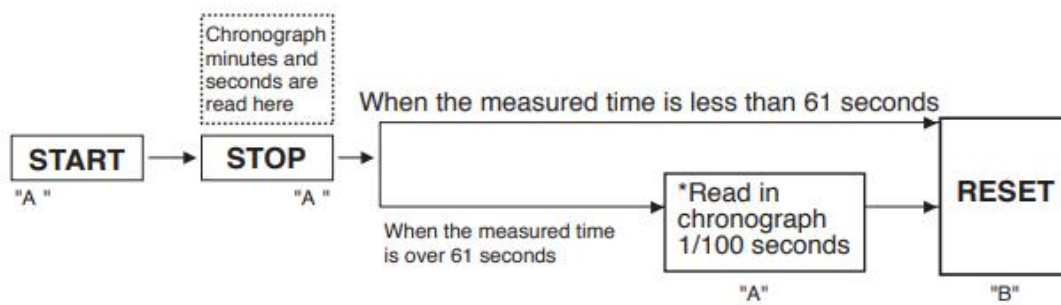 Chronograph
minutes and
seconds are
read here
When the measured time is less than 61 seconds
START
STOP
"A "
"A "
When the measured time
is over 61 seconds
*Read in
chronograph
1/100 seconds
"A"
RESET
"B"